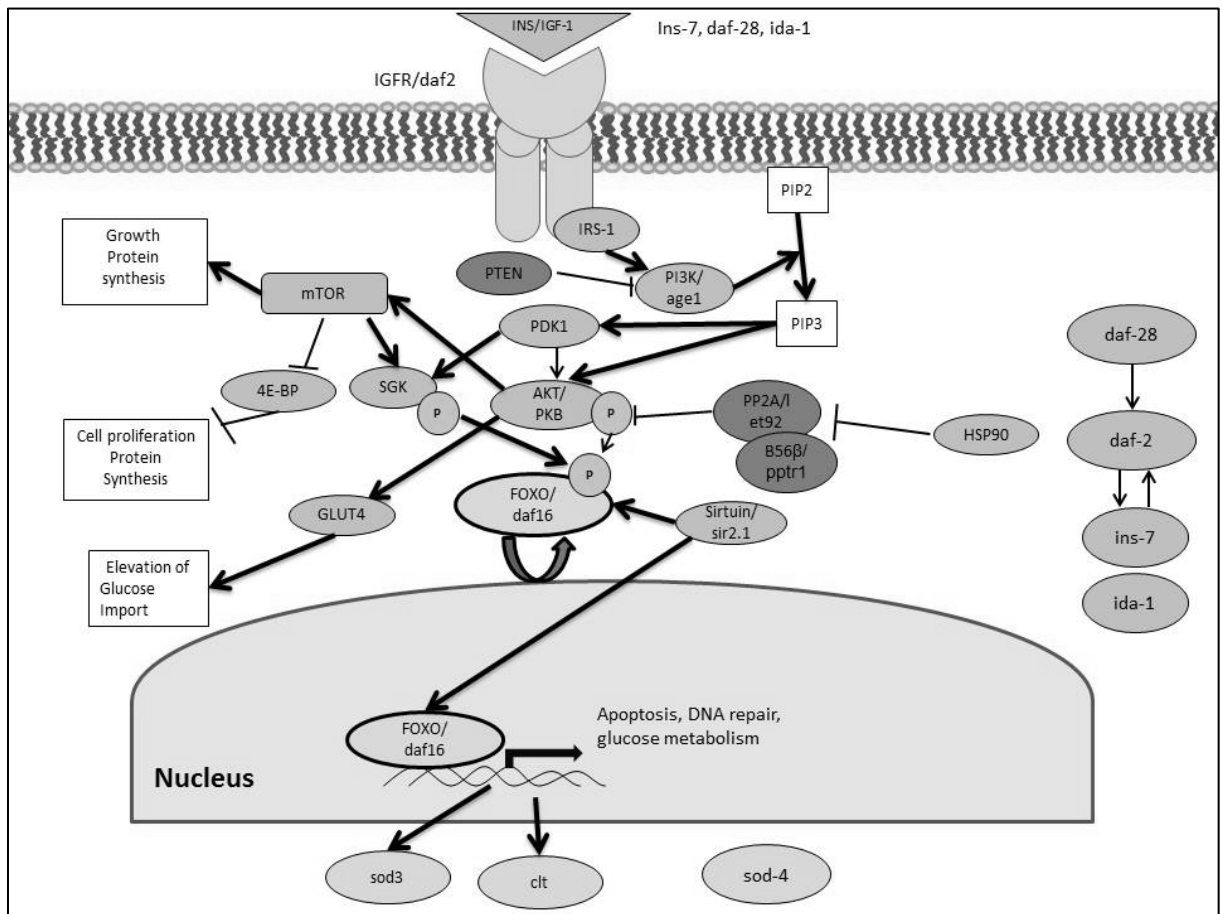 INS/IGF-1
Ins-7, daf-28, ida-1
IGFR/daf2
PIP2
IRS-1
Growth
Protein
synthesis
PTEN
PI3K/
age1
mTOR
PDK1
PIP3
daf-28
4E-BP
SGK
P
AKT/
PKB
P
PP2A/l
et92
HSP90
daf-2
Cell proliferation
Protein
Synthesis
B56β/
pptr1
P
FOXO/
daf16
GLUT4
Sirtuin/
sir2.1
ins-7
Elevation of
Glucose
Import
ida-1
Apoptosis, DNA repair,
glucose metabolism
FOXO/
daf16
Nucleus
sod3
clt
sod-4